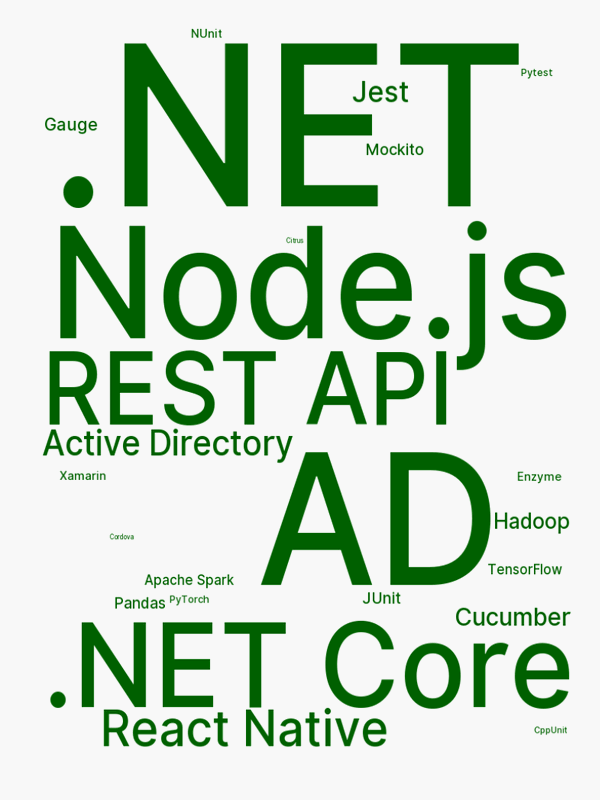 NUnit
.NET
Pytest
Jest
Gauge
Mockito
Node.js
Citrus
REST API
Active Directory
AD
Xamarin
Enzyme
Hadoop
Cordova
TensorFlow
Apache Spark
JUnit
Pandas
PyTorch
Cucumber
.NET Core
React Native
CppUnit